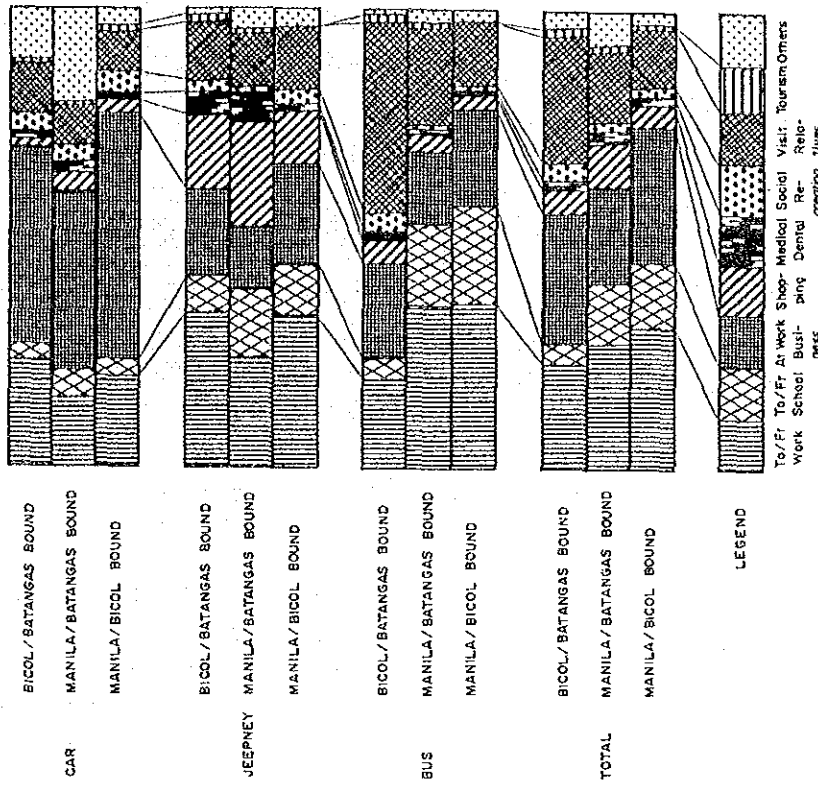 CAR
BICOL/BATANGAS BOUND
MANILA/BATANGAS BOUND
MANILA/BICOL BOUND
JEEPNEY
BICOL/BATANGAS BOUND
MANILA/BATANGAS BOUND
MANILA/BICOL BOUND
BUS
BICOL/BATANGAS BOUND
MANILA/BATANGAS BOUND
MANILA/BICOL BOUND
TOTAL
BICOL/BATANGAS BOUND
MANILA/BATANGAS BOUND
MANILA/BICOL BOUND
LEGEND
To/Fr To/Fr At Work Shop- Medical Social Visit Tourism Others
Work School Busi- ping Dental Re- Rela-
ness creation tives